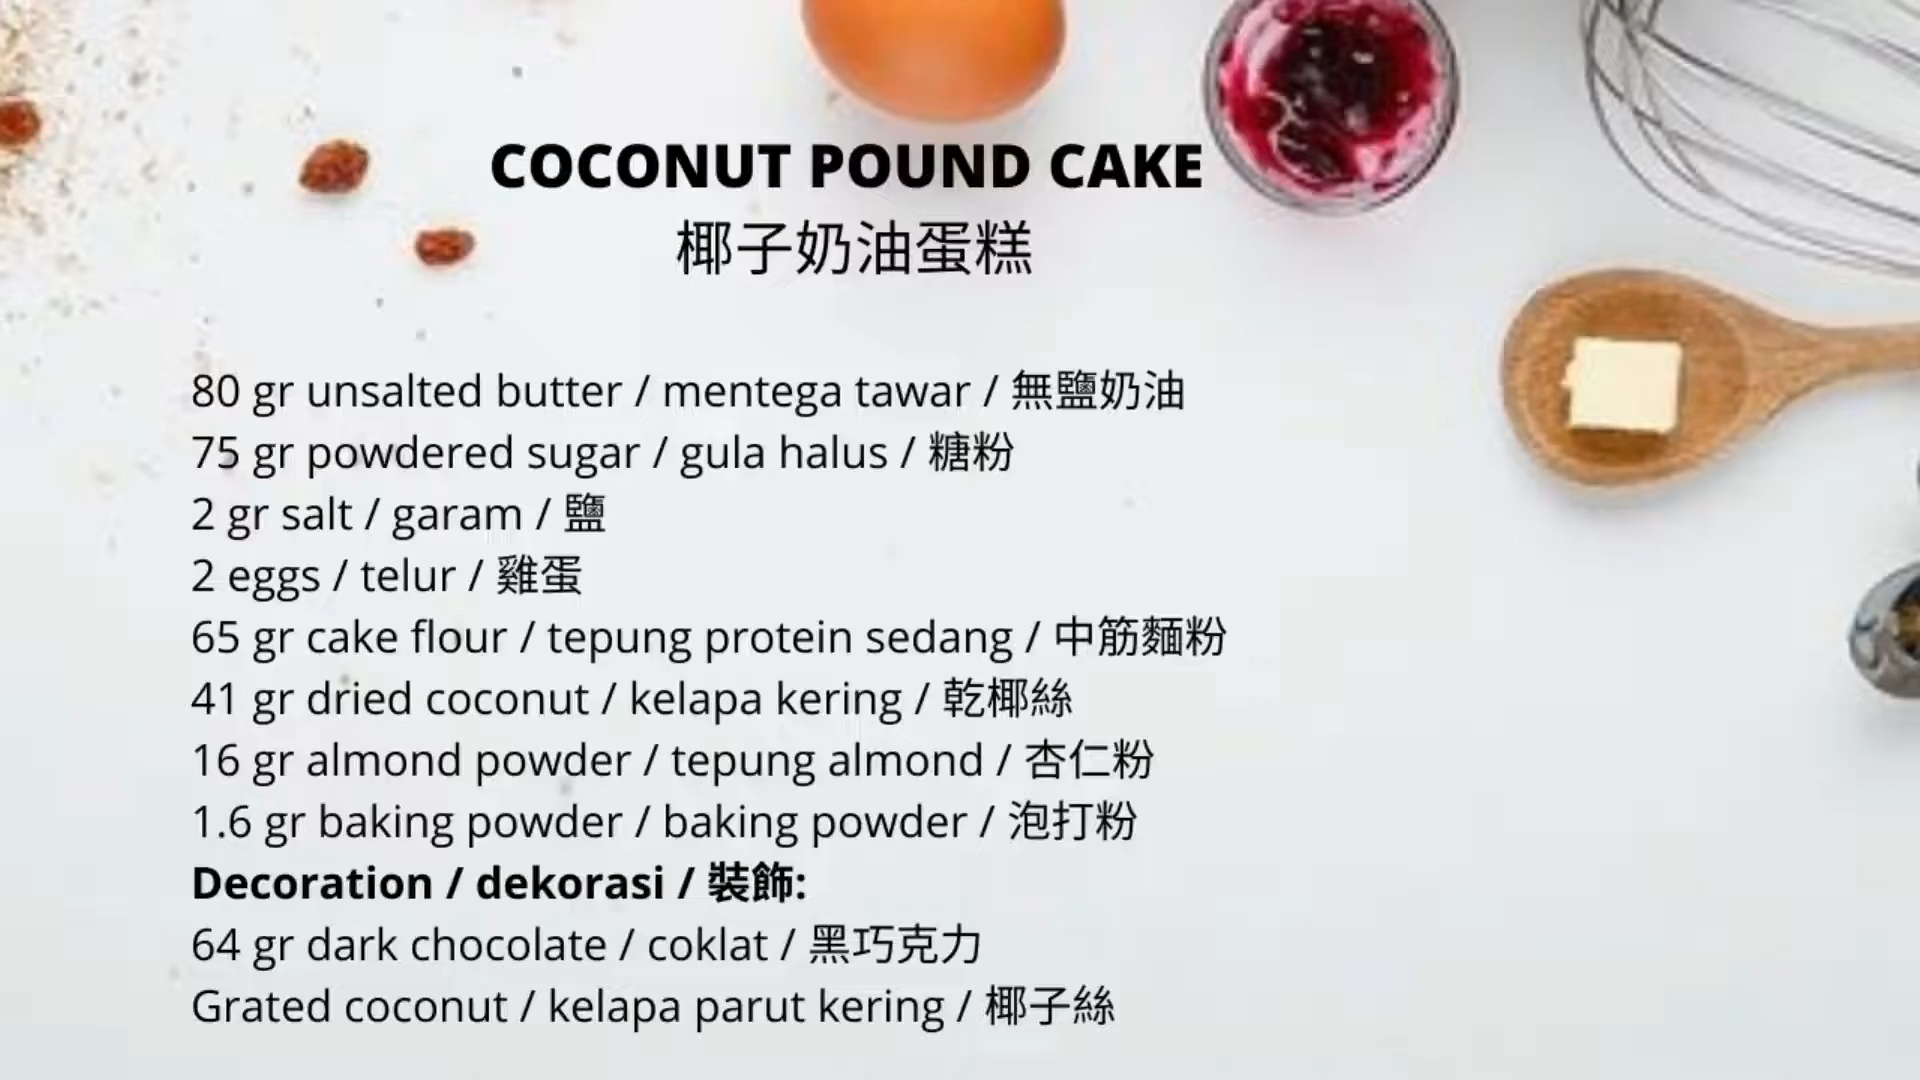 COCONUT POUND CAKE
椰子奶油蛋糕
80 gr unsalted butter / mentega tawar / 無鹽奶油
75 gr powdered sugar / gula halus / 糖粉
2 gr salt / garam / 鹽
2 eggs / telur / 雞蛋
65 gr cake flour / tepung protein sedang / 中筋麵粉
41 gr dried coconut / kelapa kering / 乾椰絲
16 gr almond powder / tepung almond / 杏仁粉
1.6 gr baking powder / baking powder / 泡打粉
Decoration / dekorasi / 裝飾:
64 gr dark chocolate / coklat / 黑巧克力
Grated coconut / kelapa parut kering / 椰子絲